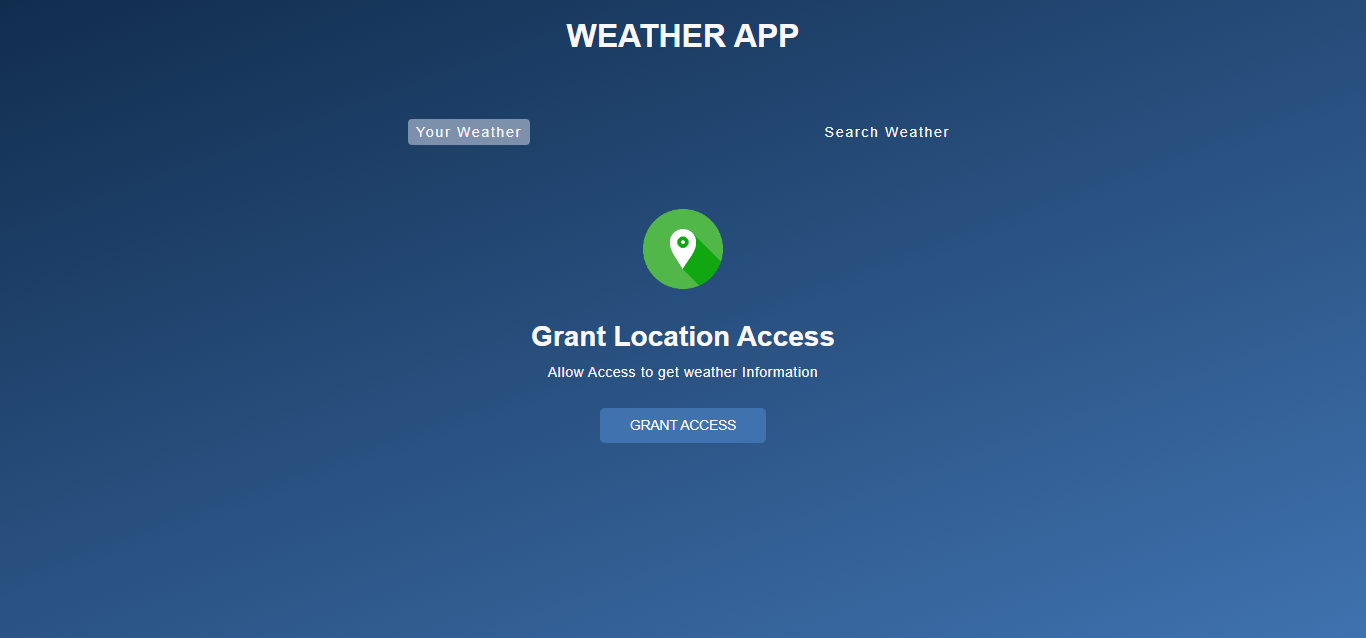 WEATHER APP
Your Weather
Search Weather
Grant Location Access
Allow Access to get weather Information
GRANT ACCESS